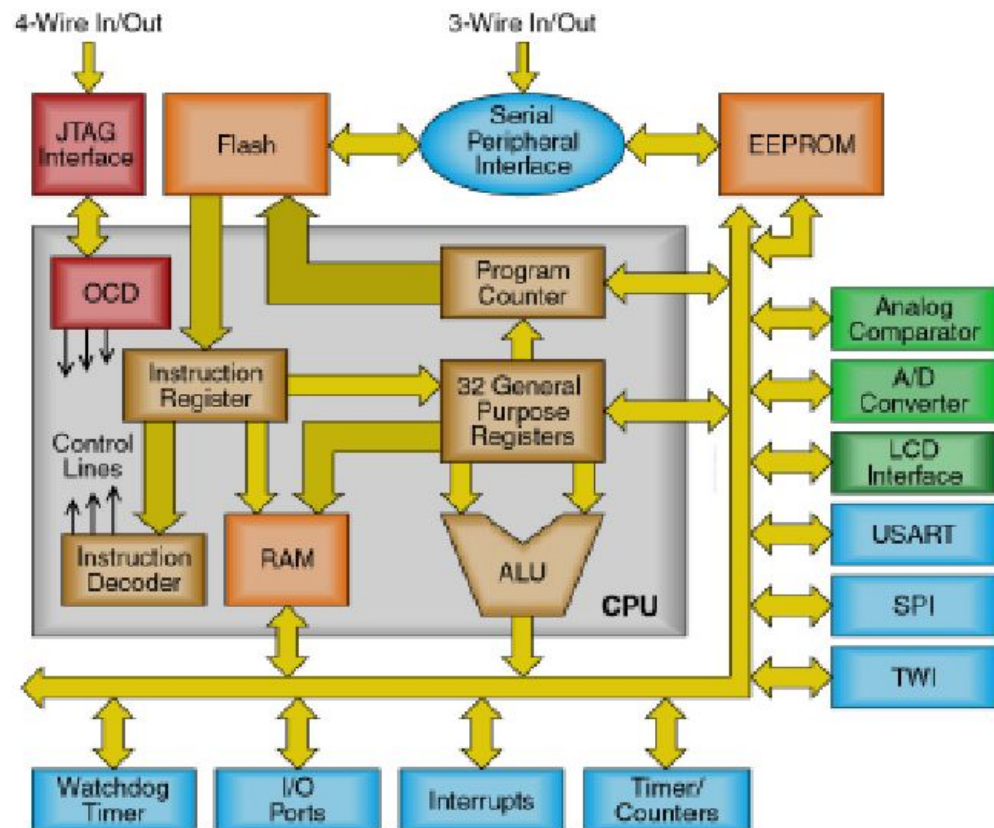 4-Wire In/Out
3-Wire In/Out
JTAG
Interface
Flash
Serial
Peripheral
Interface
EEPROM
OCD
Program
Counter
Analog
Comparator
Instruction
Register
32 General
Purpose
Registers
A/D
Converter
Control
Lines
LCD
Interface
Instruction
Decoder
RAM
ALU
CPU
USART
SPI
TWI
Watchdog
Timer
I/O
Ports
Interrupts
Timer/
Counters